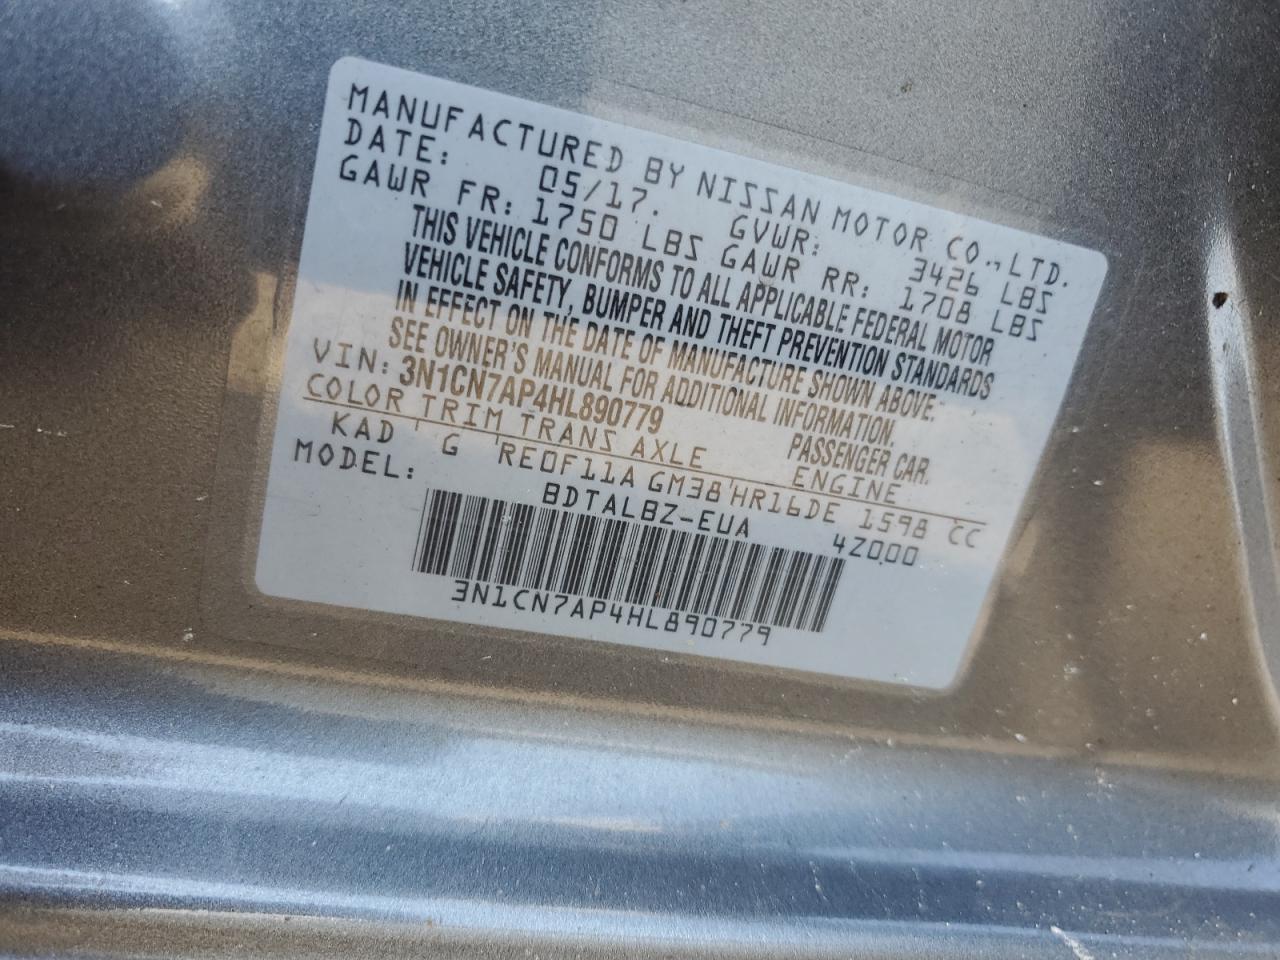 MANUFACTURED BY NISSAN MOTOR CO.,LTD.
DATE: 05/17. GVWR: 3426 LBS
GAWR FR: 1750 LBS GAWR RR: 1708 LBS
THIS VEHICLE CONFORMS TO ALL APPLICABLE FEDERAL MOTOR
VEHICLE SAFETY, BUMPER AND THEFT PREVENTION STANDARDS
IN EFFECT ON THE DATE OF MANUFACTURE SHOWN ABOVE.
SEE OWNER'S MANUAL FOR ADDITIONAL INFORMATION.
VIN: 3N1CN7AP4HL890779 PASSENGER CAR.
COLOR TRIM TRANS AXLE ENGINE
KAD G RE0F11A GM38 HR16DE 1598 CC
MODEL: BDTALBZ-EUA 4Z000
3N1CN7AP4HL890779